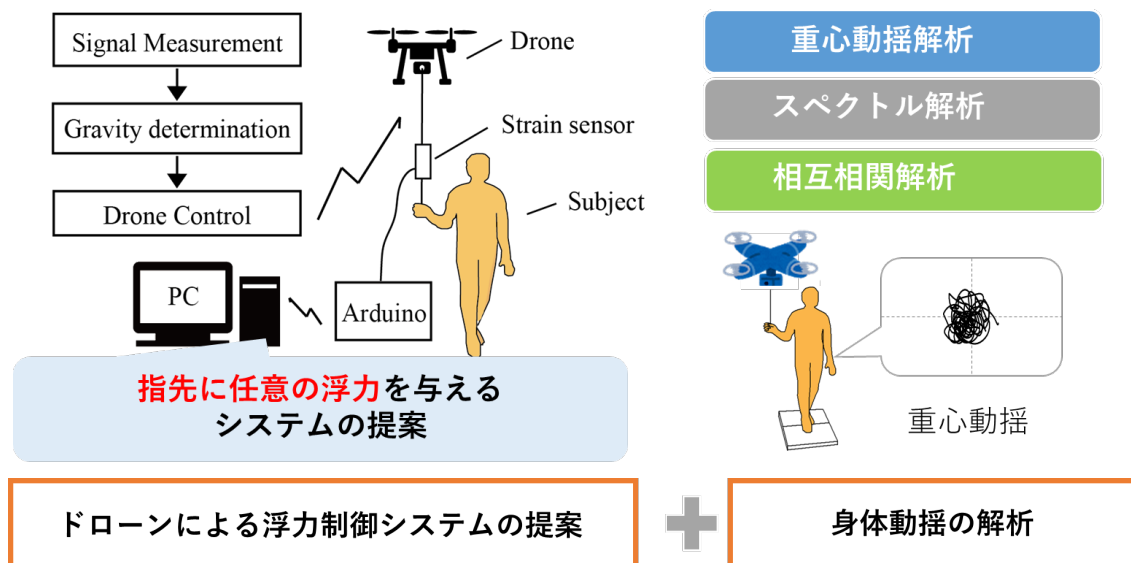 Signal Measurement
Gravity determination
Drone Control
Drone
Strain sensor
Subject
PC
Arduino
指先に任意の浮力を与える
システムの提案
ドローンによる浮力制御システムの提案
重心動揺解析
スペクトル解析
相互相関解析
重心動揺
身体動揺の解析